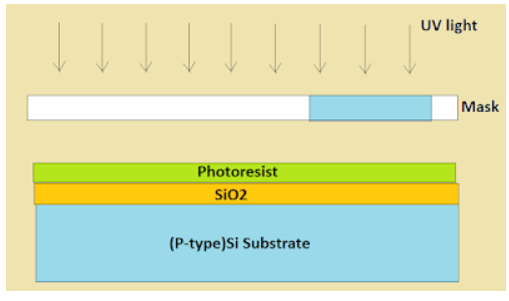 UV light
Mask
Photoresist
SiO2
(P-type)Si Substrate